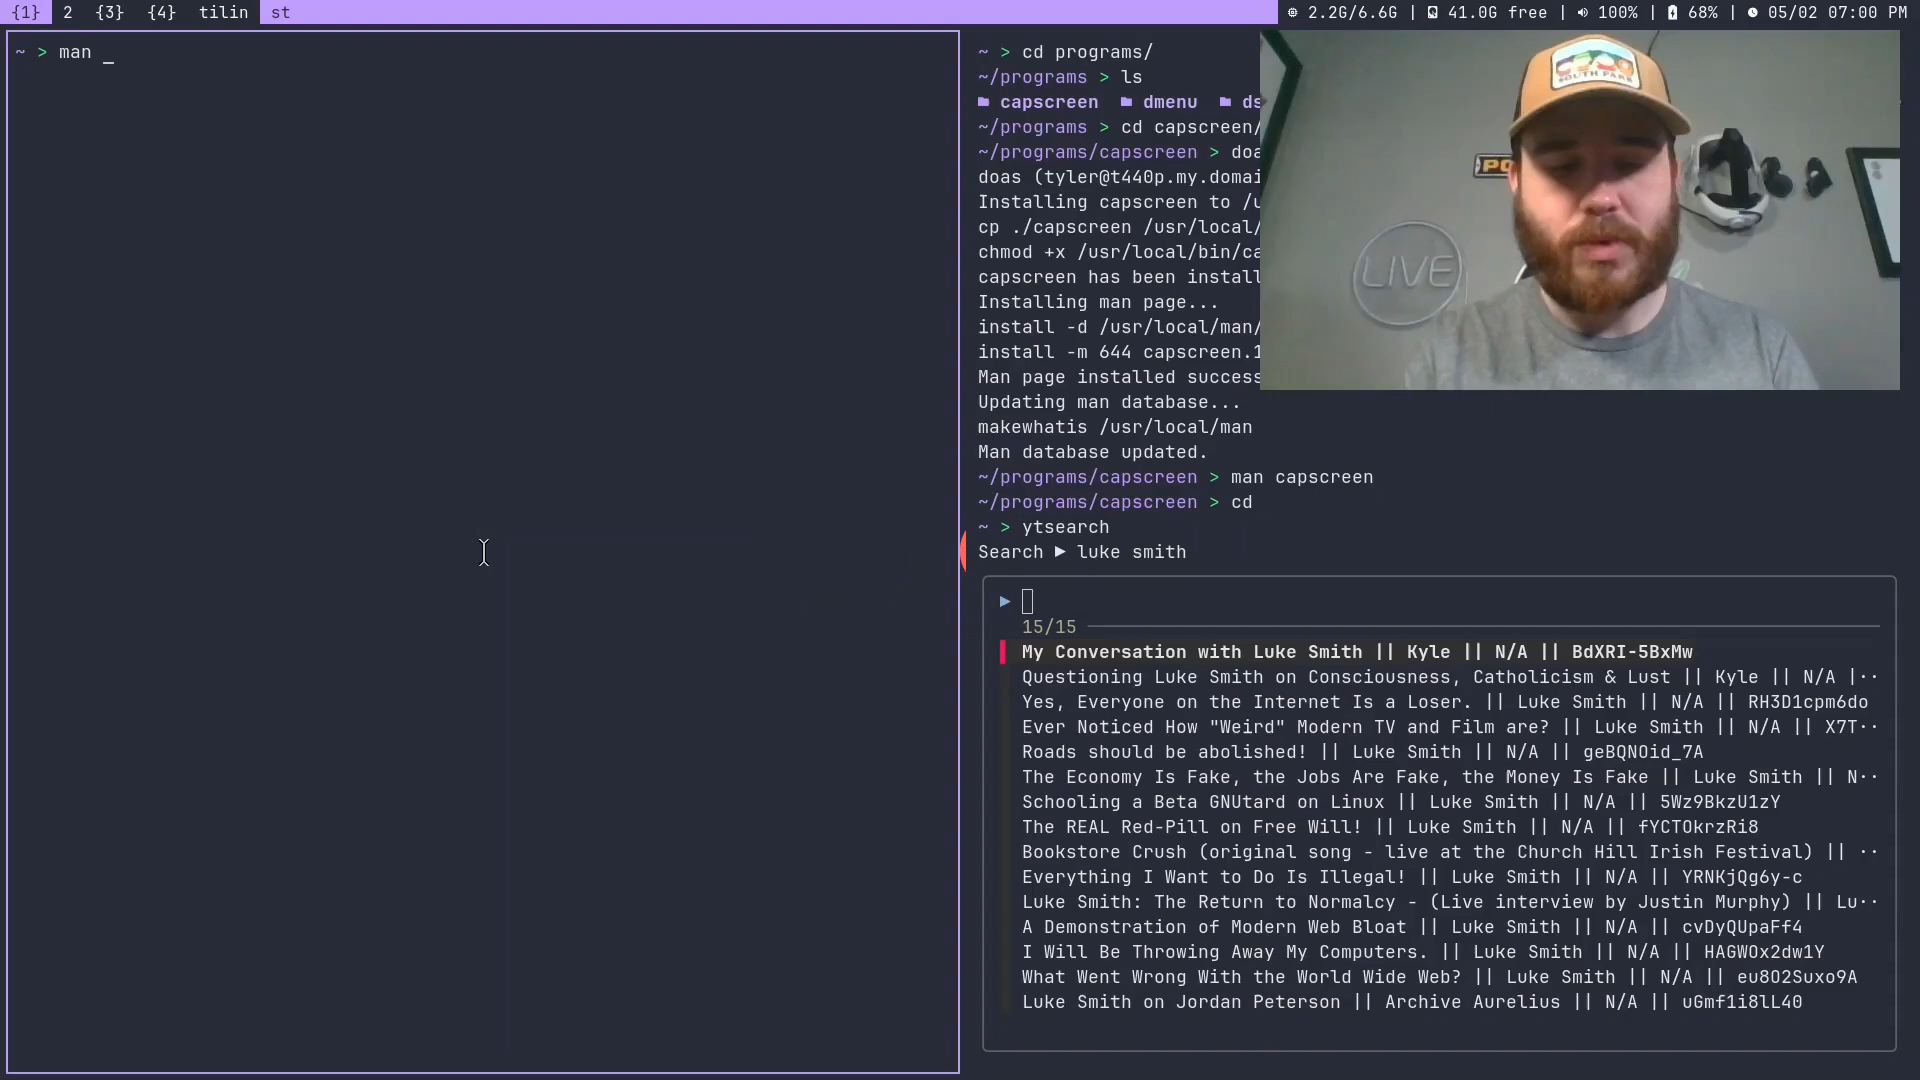 {1} 2 {3} {4} tilin st 2.2G/6.6G | 41.0G free | 100% | 68% | 05/02 07:00 PM
~ > man _
~ > cd programs/
~/programs > ls
capscreen dmenu ds
~/programs > cd capscreen/
~/programs/capscreen > doa
doas (tyler@t440p.my.domai
Installing capscreen to /u
cp ./capscreen /usr/local/
chmod +x /usr/local/bin/ca
capscreen has been install
Installing man page...
install -d /usr/local/man/
install -m 644 capscreen.1
Man page installed success
Updating man database...
makewhatis /usr/local/man
Man database updated.
~/programs/capscreen > man capscreen
~/programs/capscreen > cd
~ > ytsearch
Search ► luke smith
15/15
My Conversation with Luke Smith || Kyle || N/A || BdXRI-5BxMw
Questioning Luke Smith on Consciousness, Catholicism & Lust || Kyle || N/A |··
Yes, Everyone on the Internet Is a Loser. || Luke Smith || N/A || RH3D1cpm6do
Ever Noticed How "Weird" Modern TV and Film are? || Luke Smith || N/A || X7T··
Roads should be abolished! || Luke Smith || N/A || geBQNOid_7A
The Economy Is Fake, the Jobs Are Fake, the Money Is Fake || Luke Smith || N··
Schooling a Beta GNUtard on Linux || Luke Smith || N/A || 5Wz9BkzU1zY
The REAL Red-Pill on Free Will! || Luke Smith || N/A || fYCTOkrzRi8
Bookstore Crush (original song - live at the Church Hill Irish Festival) || ··
Everything I Want to Do Is Illegal! || Luke Smith || N/A || YRNKjQg6y-c
Luke Smith: The Return to Normalcy - (Live interview by Justin Murphy) || Lu··
A Demonstration of Modern Web Bloat || Luke Smith || N/A || cvDyQUpaFf4
I Will Be Throwing Away My Computers. || Luke Smith || N/A || HAGWOx2dw1Y
What Went Wrong With the World Wide Web? || Luke Smith || N/A || eu8O2Suxo9A
Luke Smith on Jordan Peterson || Archive Aurelius || N/A || uGmf1i8lL40
SOUTH PARK
PO
LIVE